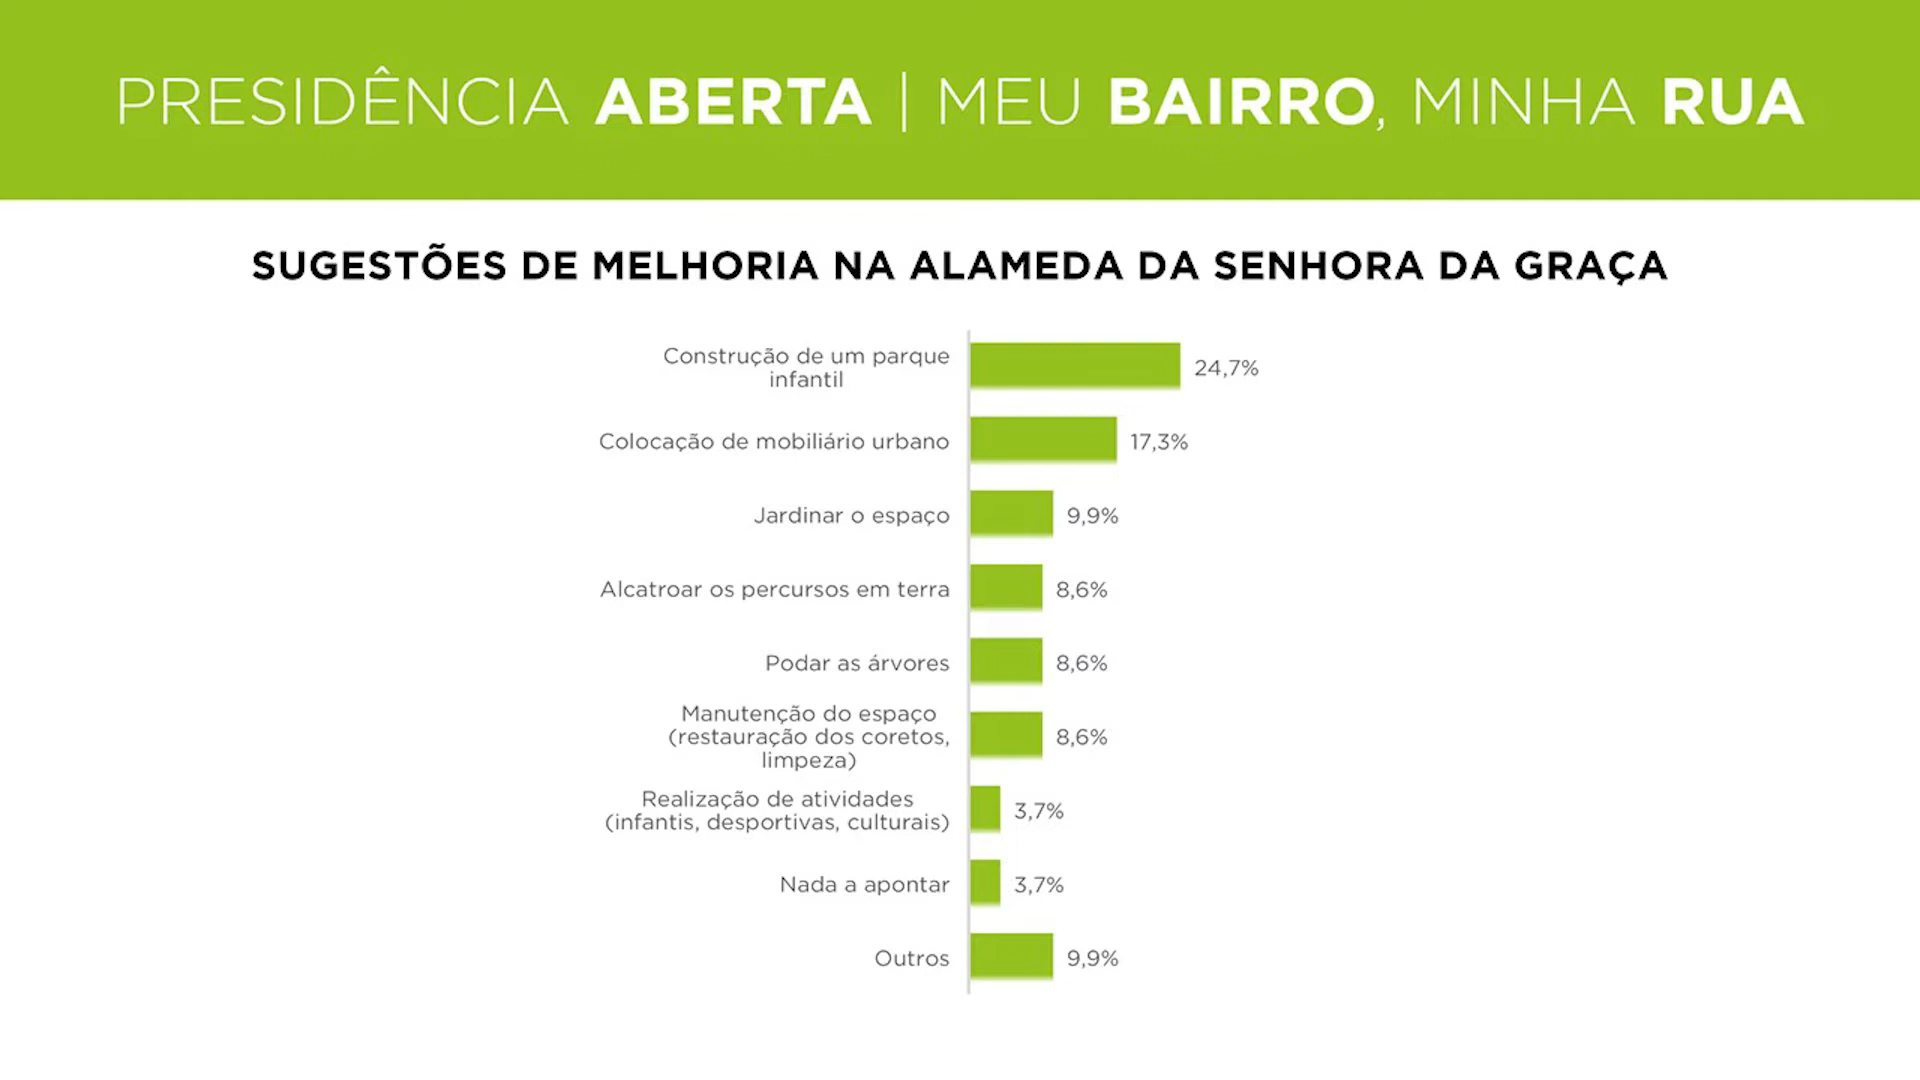 PRESIDÊNCIA ABERTA | MEU BAIRRO, MINHA RUA
SUGESTÕES DE MELHORIA NA ALAMEDA DA SENHORA DA GRAÇA
Construção de um parque
infantil
24,7%
Colocação de mobiliário urbano
17,3%
Jardinar o espaço
9,9%
Alcatroar os percursos em terra
8,6%
Podar as árvores
8,6%
Manutenção do espaço
(restauração dos coretos,
limpeza)
8,6%
Realização de atividades
(infantis, desportivas, culturais)
3,7%
Nada a apontar
3,7%
Outros
9,9%